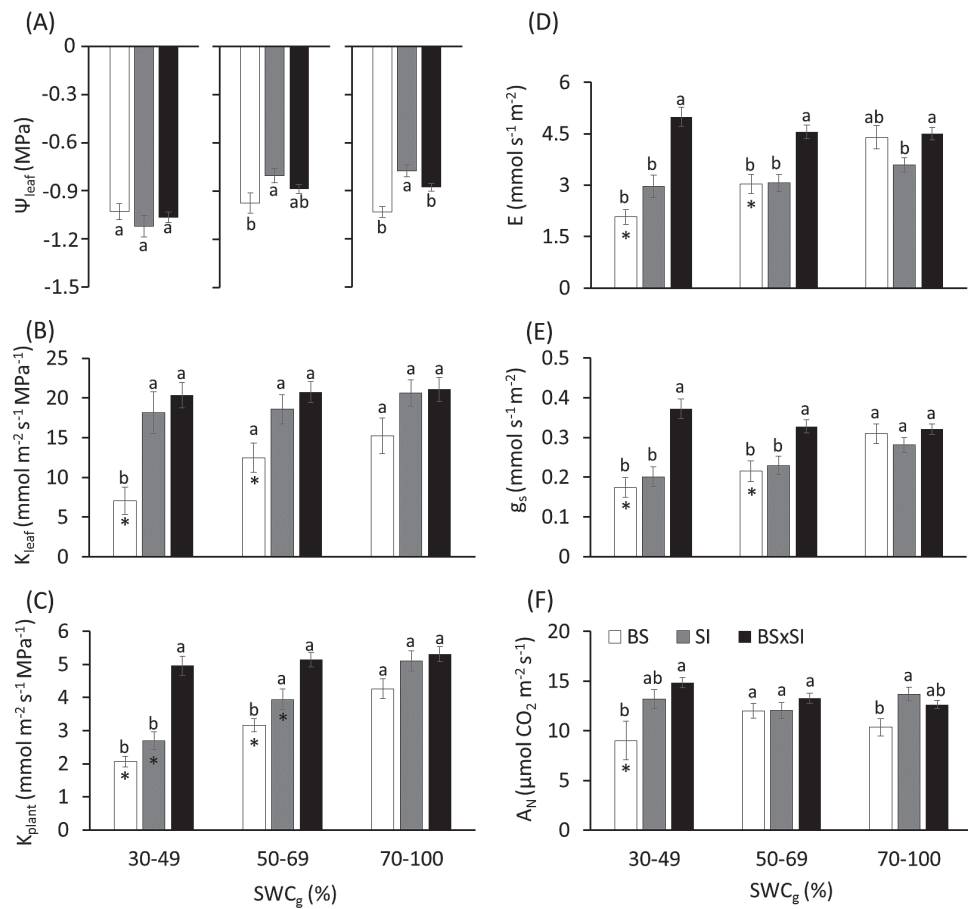 (A)
0
-0.3
-0.6
-0.9
-1.2
-1.5
Ψleaf (MPa)
a a a
b a ab
b a b
(B)
25
20
15
10
5
0
Kleaf (mmol m-2 s-1 MPa-1)
b a a
*
a a a
*
a a a
(C)
6
5
4
3
2
1
0
Kplant (mmol m-2 s-1 MPa-1)
b b a
* *
b a a
* *
a a a
30-49 50-69 70-100
SWCg (%)
(D)
6
4.5
3
1.5
0
E (mmol s-1 m-2)
b b a
*
b b a
*
ab b a
(E)
0.5
0.4
0.3
0.2
0.1
0
gs (mmol s-1 m-2)
b b a
*
b b a
*
a a a
(F)
BS SI BSxSI
20
15
10
5
0
AN (μmol CO2 m-2 s-1)
b ab a
*
a a a
b a ab
30-49 50-69 70-100
SWCg (%)